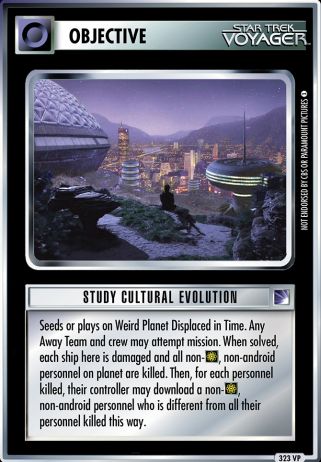 OBJECTIVE
STAR TREK
VOYAGER
NOT ENDORSED BY CBS OR PARAMOUNT PICTURES
STUDY CULTURAL EVOLUTION
Seeds or plays on Weird Planet Displaced in Time. Any
Away Team and crew may attempt mission. When solved,
each ship here is damaged and all non-
, non-android
personnel on planet are killed. Then, for each personnel
killed, their controller may download a non-
,
non-android personnel who is different from all their
personnel killed this way.
323 VP